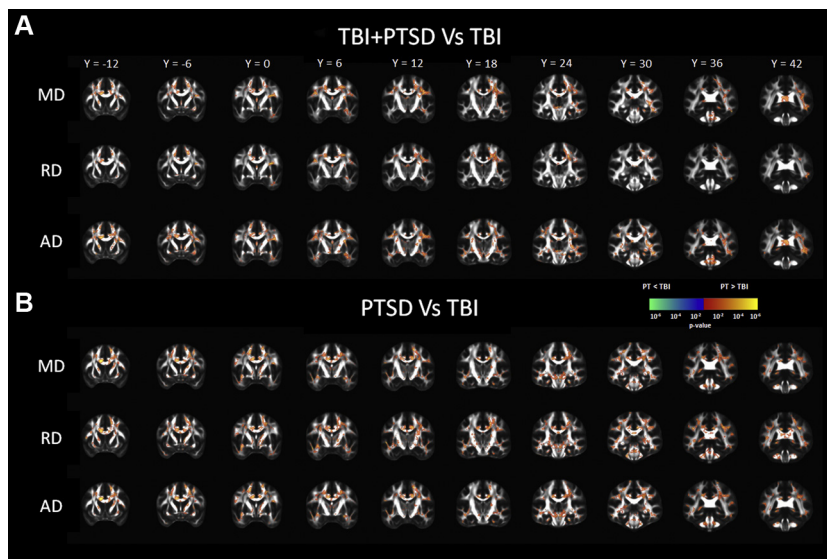 A
TBI+PTSD Vs TBI
Y = -12 Y = -6 Y = 0 Y = 6 Y = 12 Y = 18 Y = 24 Y = 30 Y = 36 Y = 42
MD
RD
AD
B
PTSD Vs TBI
PT < TBI PT > TBI
10⁻⁶ 10⁻⁴ 10⁻² 10⁻² 10⁻⁴ 10⁻⁶
p-value
MD
RD
AD